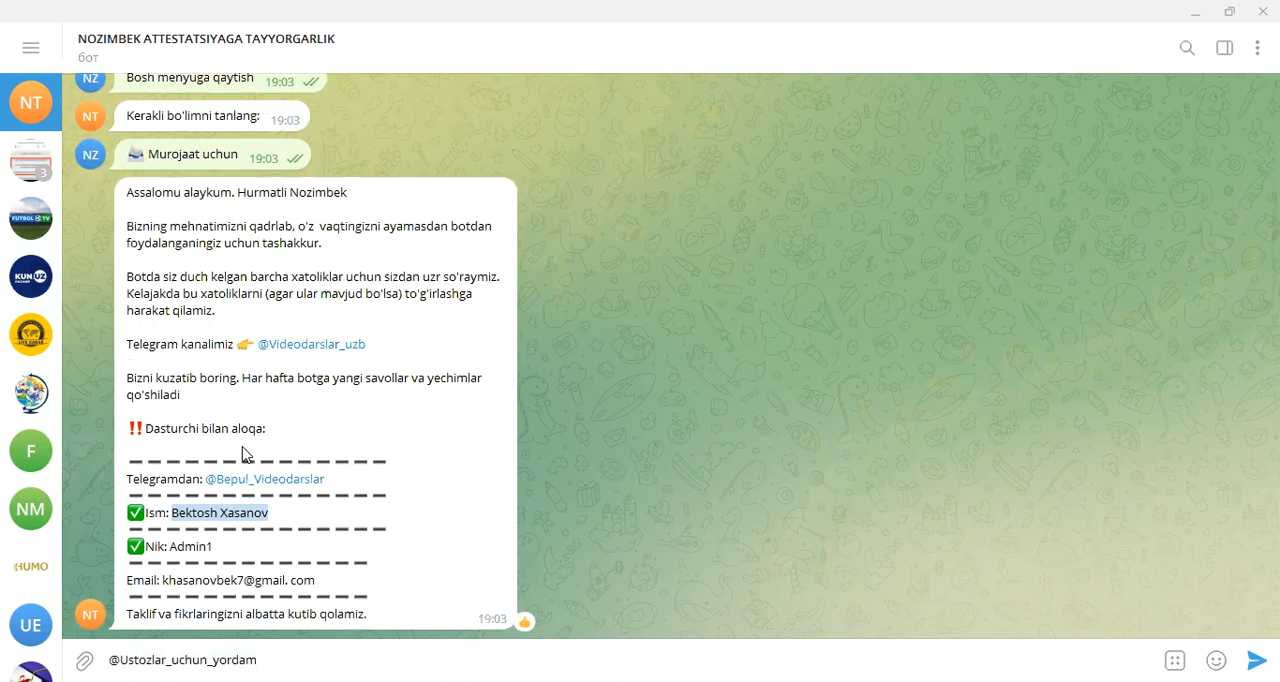 NOZIMBEK ATTESTATSIYAGA TAYYORGARLIK
бот
NT
3
FUTBOL TV
KUN UZ
F
NM
HUMO
UE
NZ
Bosh menyuga qaytish 19:03
NT
Kerakli bo'limni tanlang: 19:03
NZ
Murojaat uchun 19:03
Assalomu alaykum. Hurmatli Nozimbek
Bizning mehnatimizni qadrlab, o'z vaqtingizni ayamasdan botdan
foydalanganingiz uchun tashakkur.
Botda siz duch kelgan barcha xatoliklar uchun sizdan uzr so'raymiz.
Kelajakda bu xatoliklarni (agar ular mavjud bo'lsa) to'g'irlashga
harakat qilamiz.
Telegram kanalimiz 👉 @Videodarslar_uzb
Bizni kuzatib boring. Har hafta botga yangi savollar va yechimlar
qo'shiladi
‼️Dasturchi bilan aloqa:
➖➖➖➖➖➖➖➖➖➖➖➖➖➖
Telegramdan: @Bepul_Videodarslar
➖➖➖➖➖➖➖➖➖➖➖➖➖➖
✅Ism: Bektosh Xasanov
➖➖➖➖➖➖➖➖➖➖➖➖➖➖
✅Nik: Admin1
➖➖➖➖➖➖➖➖➖➖➖➖➖
Email: khasanovbek7@gmail. com
➖➖➖➖➖➖➖➖➖➖➖➖➖
NT
Taklif va fikrlaringizni albatta kutib qolamiz. 19:03
@Ustozlar_uchun_yordam